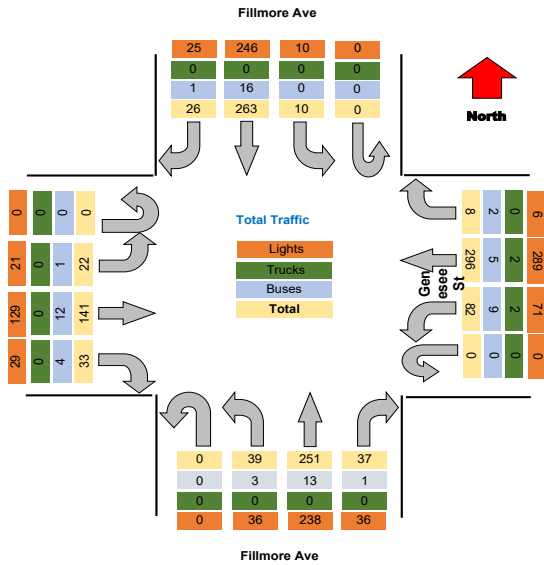 Fillmore Ave
25 246 10 0
0 0 0 0
1 16 0 0
26 263 10 0
North
0 0 0 0
21 0 1 22
129 0 12 141
29 0 4 33
Total Traffic
Lights
Trucks
Buses
Total
Gen
esee
St
8 2 0 6
296 5 2 289
82 9 2 71
0 0 0 0
0 39 251 37
0 3 13 1
0 0 0 0
0 36 238 36
Fillmore Ave